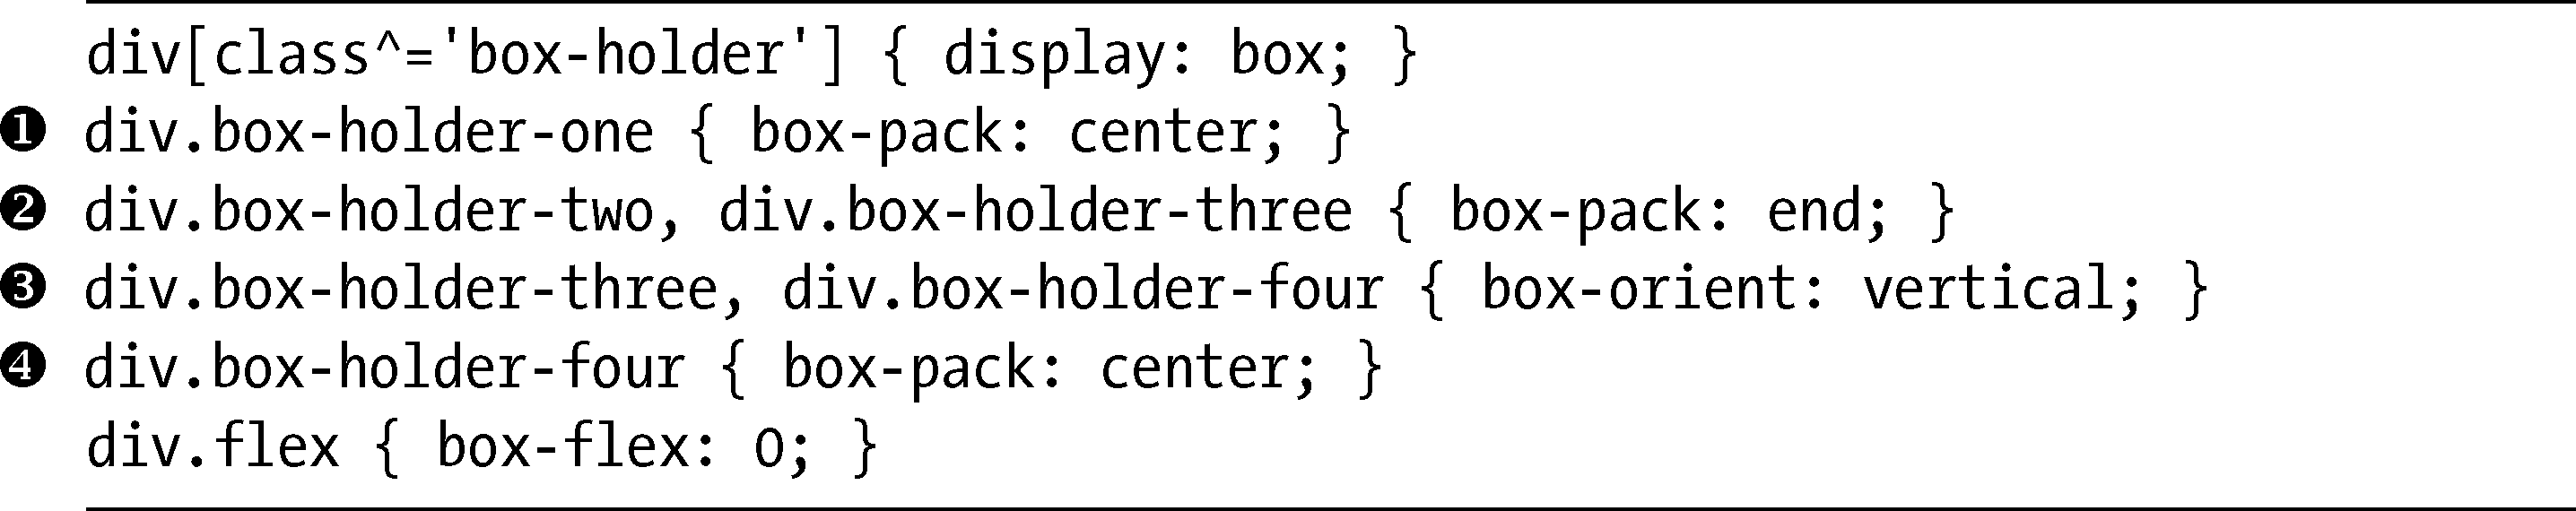 div[class^='box-holder'] { display: box; }
❶ div.box-holder-one { box-pack: center; }
❷ div.box-holder-two, div.box-holder-three { box-pack: end; }
❸ div.box-holder-three, div.box-holder-four { box-orient: vertical; }
❹ div.box-holder-four { box-pack: center; }
div.flex { box-flex: 0; }